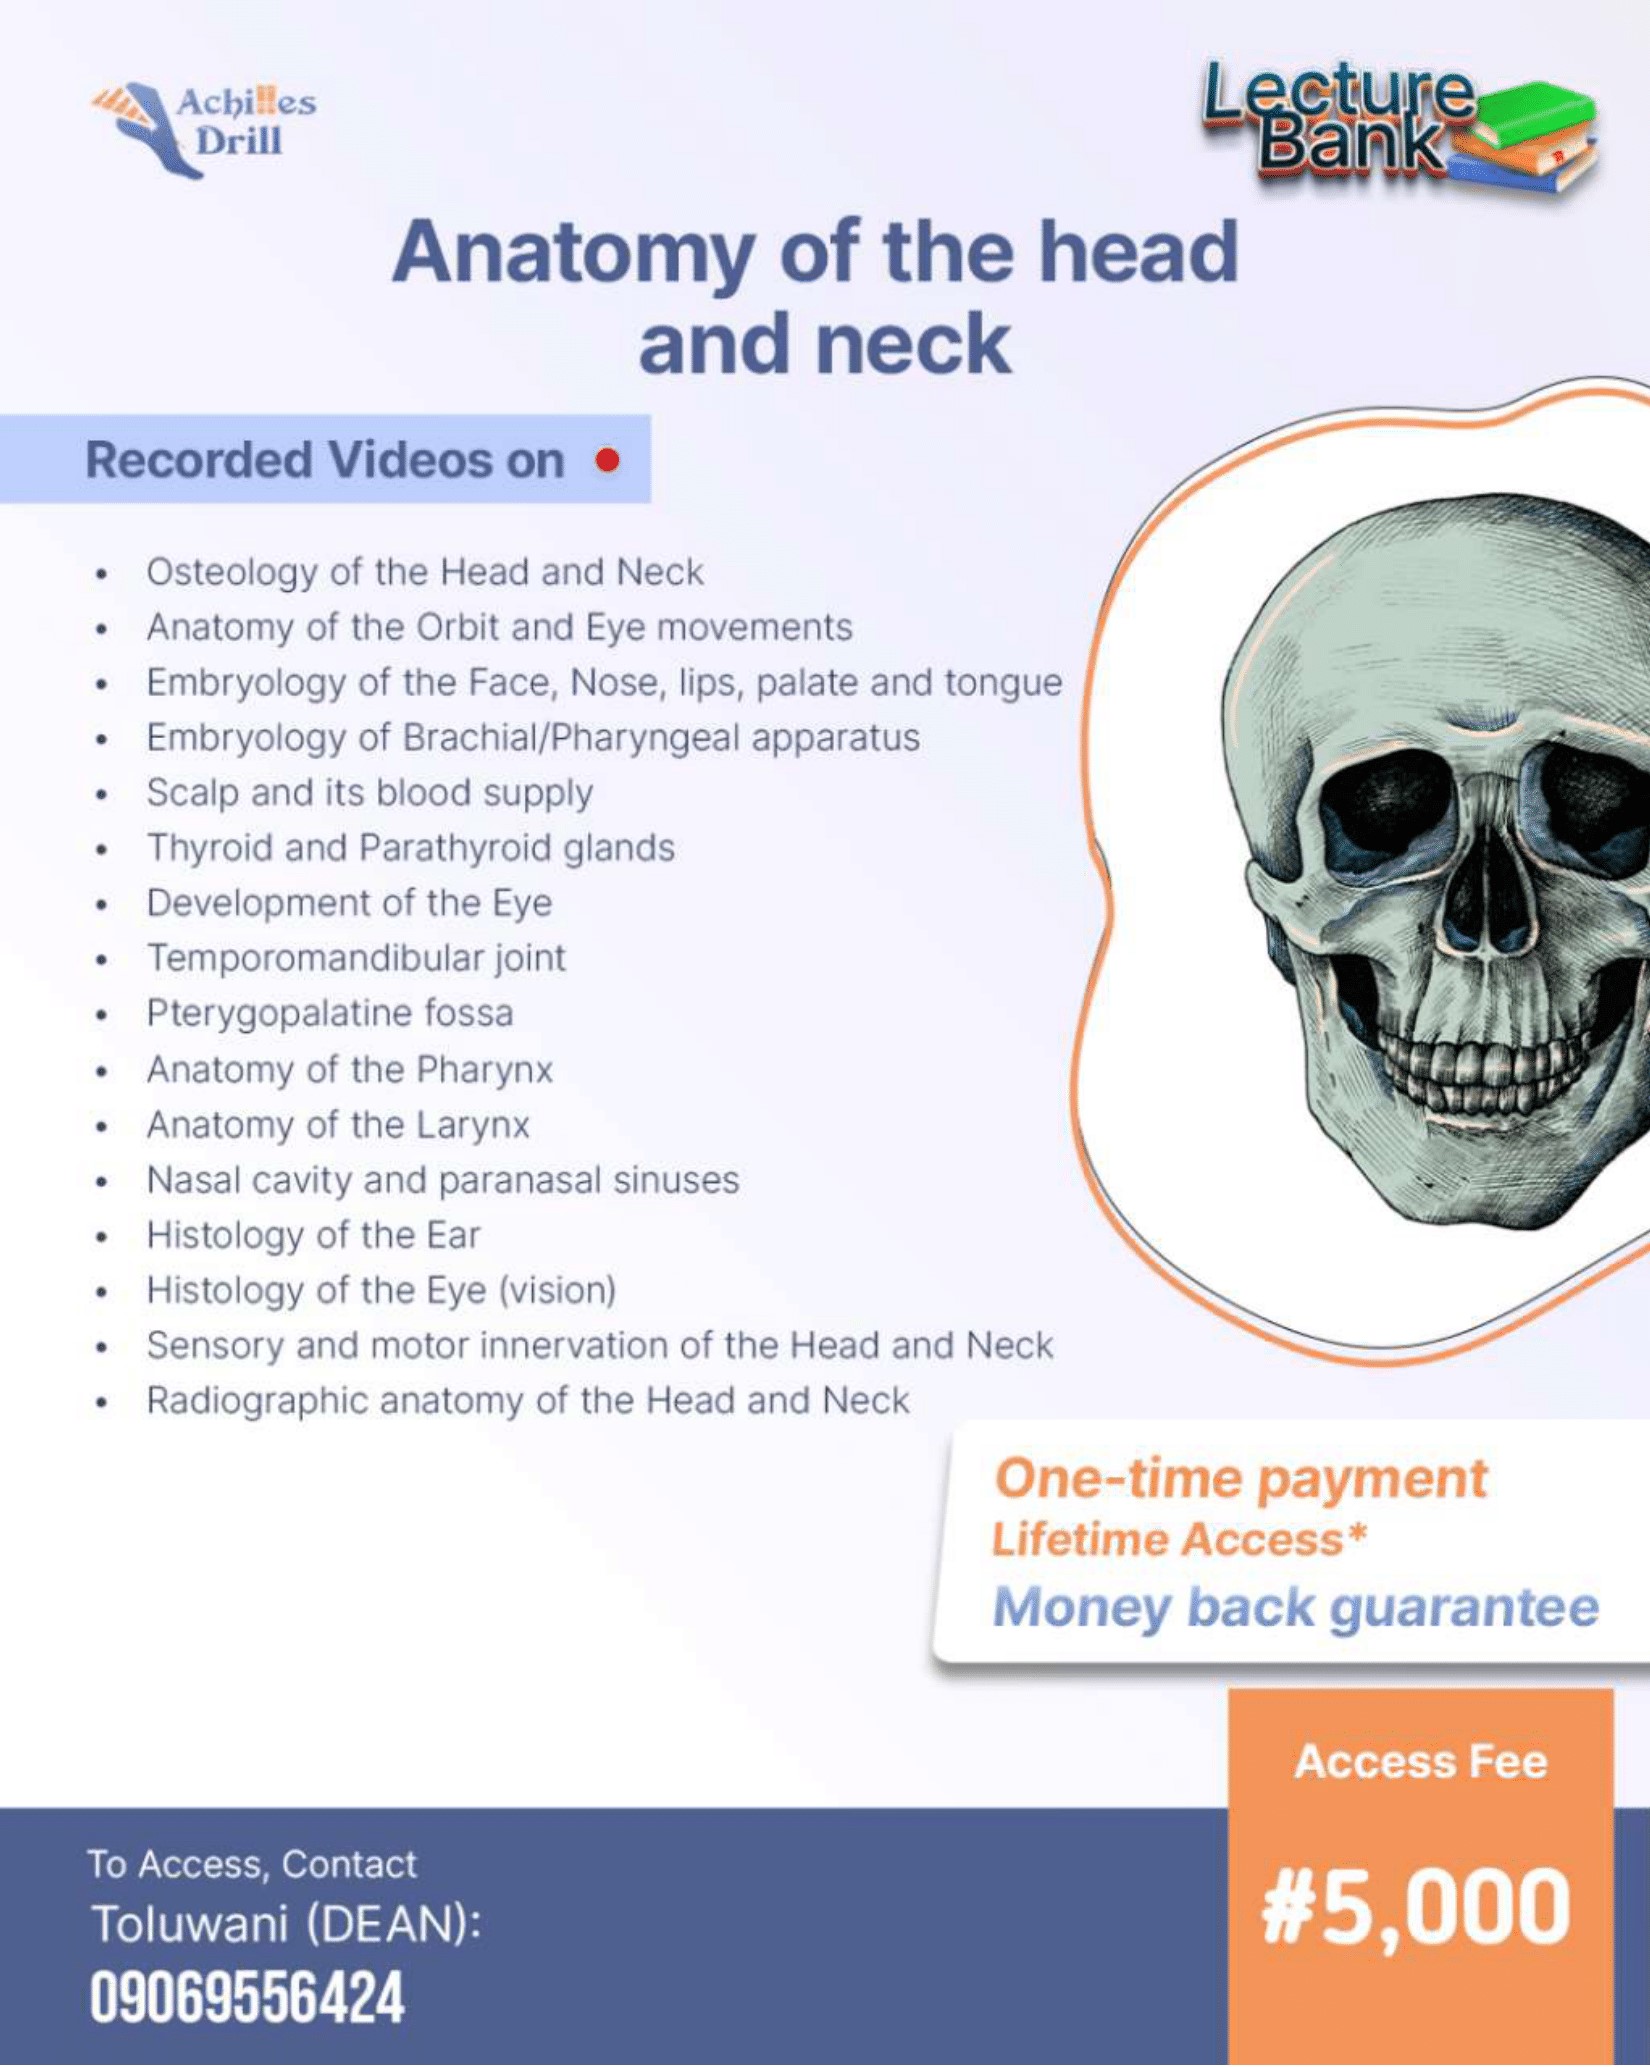 Achilles
Drill
Lecture
Bank
Anatomy of the head
and neck
Recorded Videos on
• Osteology of the Head and Neck
• Anatomy of the Orbit and Eye movements
• Embryology of the Face, Nose, lips, palate and tongue
• Embryology of Brachial/Pharyngeal apparatus
• Scalp and its blood supply
• Thyroid and Parathyroid glands
• Development of the Eye
• Temporomandibular joint
• Pterygopalatine fossa
• Anatomy of the Pharynx
• Anatomy of the Larynx
• Nasal cavity and paranasal sinuses
• Histology of the Ear
• Histology of the Eye (vision)
• Sensory and motor innervation of the Head and Neck
• Radiographic anatomy of the Head and Neck
One-time payment
Lifetime Access*
Money back guarantee
Access Fee
#5,000
To Access, Contact
Toluwani (DEAN):
09069556424